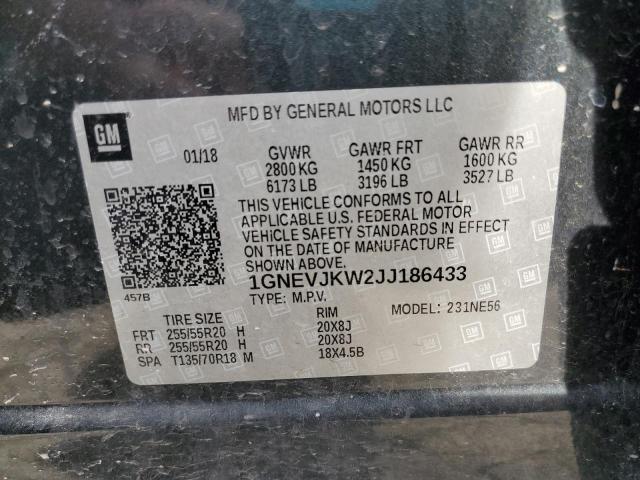 MFD BY GENERAL MOTORS LLC
GM
01/18 GVWR GAWR FRT GAWR RR
2800 KG 1450 KG 1600 KG
6173 LB 3196 LB 3527 LB
THIS VEHICLE CONFORMS TO ALL
APPLICABLE U.S. FEDERAL MOTOR
VEHICLE SAFETY STANDARDS IN EFFECT
ON THE DATE OF MANUFACTURE
SHOWN ABOVE.
1GNEVJKW2JJ186433
457B TYPE: M.P.V. MODEL: 231NE56
TIRE SIZE RIM
FRT 255/55R20 H 20X8J
RR 255/55R20 H 20X8J
SPA T135/70R18 M 18X4.5B